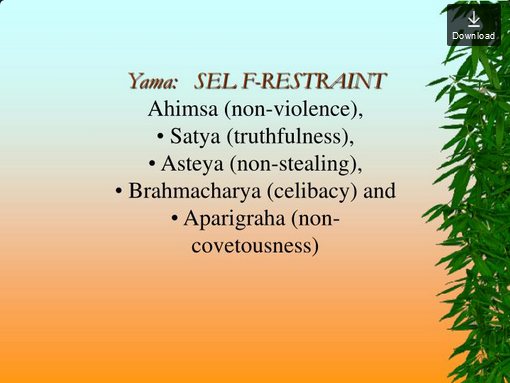 Download
Yama: SEL F-RESTRAINT
Ahimsa (non-violence),
• Satya (truthfulness),
• Asteya (non-stealing),
• Brahmacharya (celibacy) and
• Aparigraha (non-
covetousness)